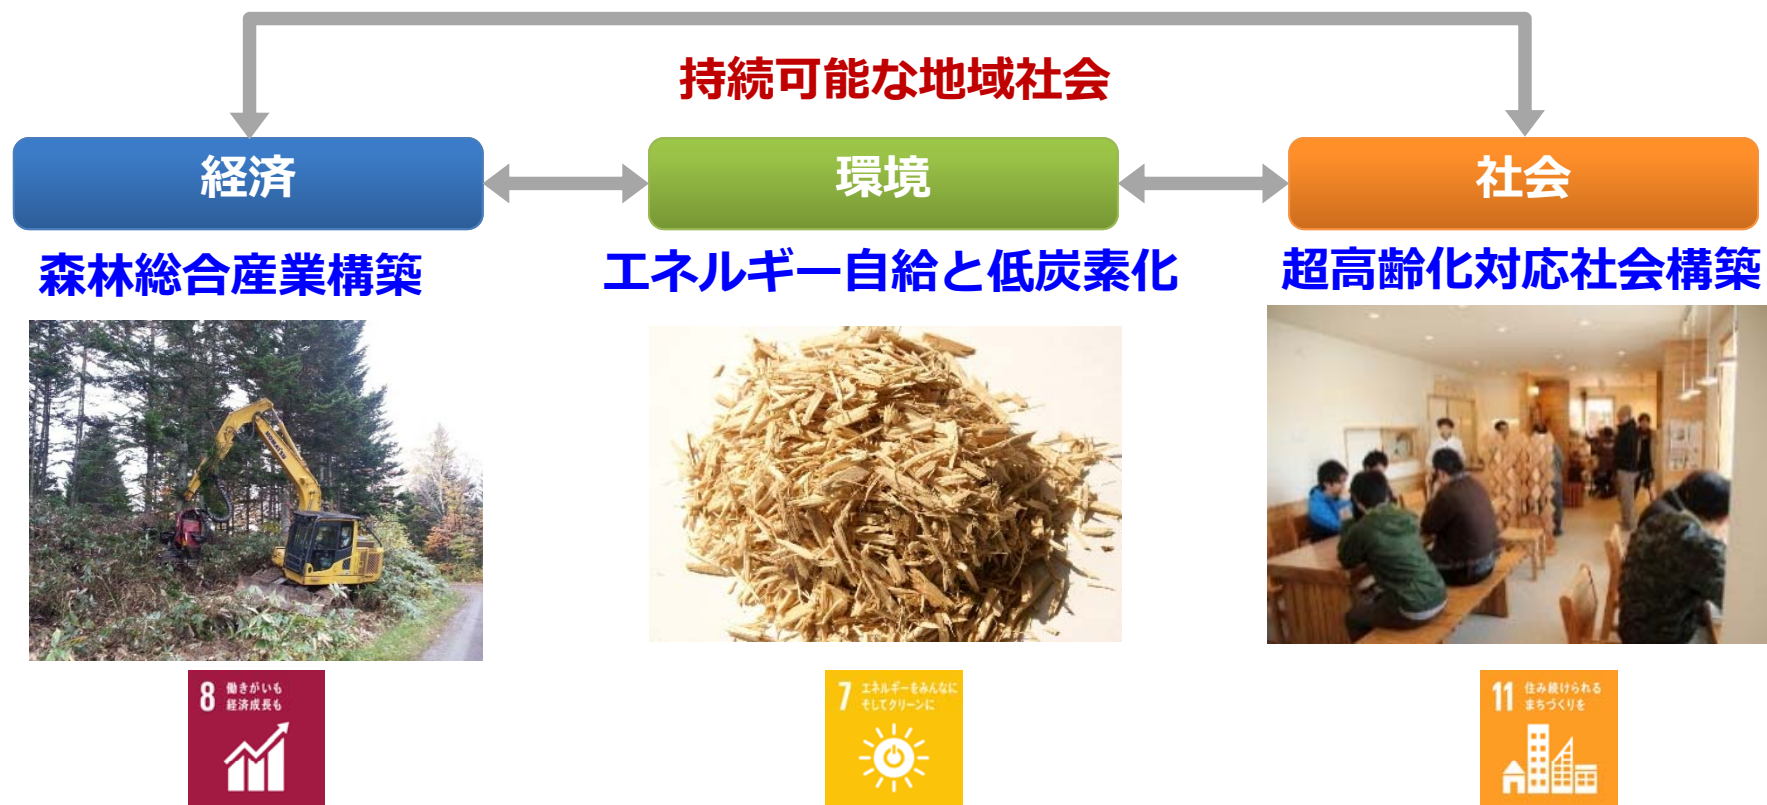 持続可能な地域社会
経済
環境
社会
森林総合産業構築
エネルギー自給と低炭素化
超高齢化対応社会構築
KOMATSU
8 働きがいも
経済成長も
7 エネルギーをみんなに
そしてクリーンに
11 住み続けられる
まちづくりを